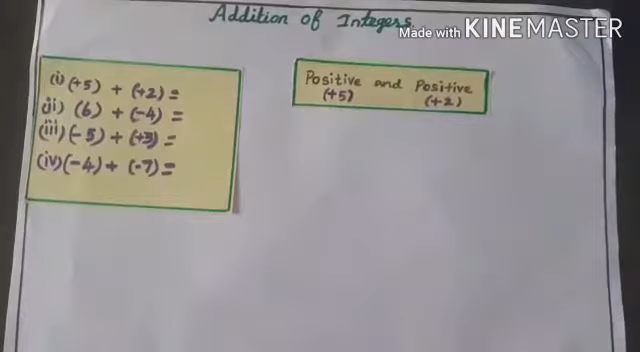 Addition of Integers
Made with KINEMASTER
(i) (+5) + (+2) =
(ii) (6) + (-4) =
(iii) (-5) + (+3) =
(iv) (-4) + (-7) =
Positive and Positive
(+5) (+2)